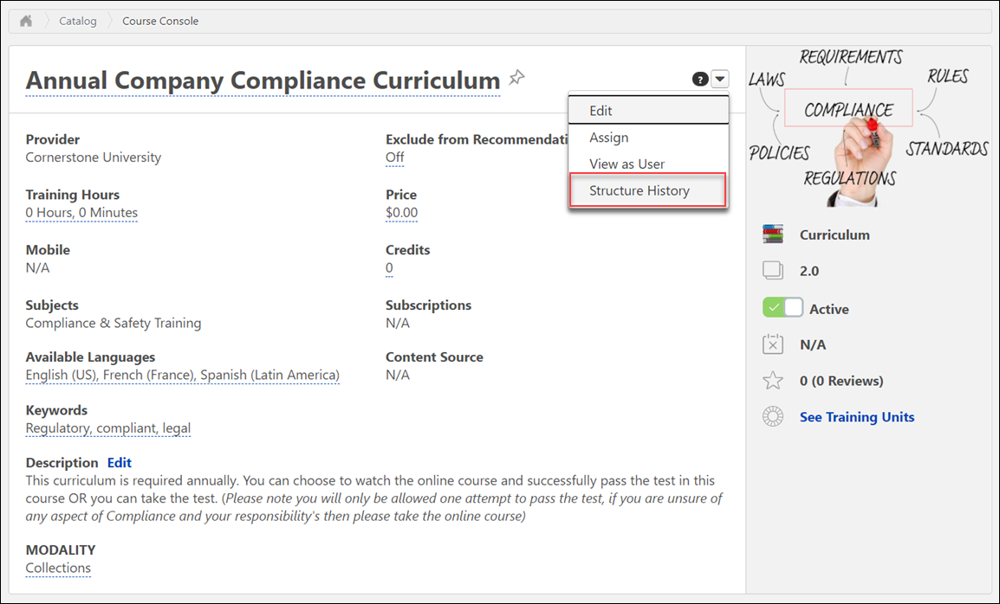 Catalog
Course Console
Annual Company Compliance Curriculum
?
Edit
Assign
View as User
Structure History
Provider
Cornerstone University
Exclude from Recommendati
Off
Training Hours
0 Hours, 0 Minutes
Price
$0.00
Mobile
N/A
Credits
0
Subjects
Compliance & Safety Training
Subscriptions
N/A
Available Languages
English (US), French (France), Spanish (Latin America)
Content Source
N/A
Keywords
Regulatory, compliant, legal
Description Edit
This curriculum is required annually. You can choose to watch the online course and successfully pass the test in this
course OR you can take the test. (Please note you will only be allowed one attempt to pass the test, if you are unsure of
any aspect of Compliance and your responsibility's then please take the online course)
MODALITY
Collections
REQUIREMENTS
LAWS
RULES
COMPLIANCE
POLICIES
STANDARDS
REGULATIONS
Curriculum
2.0
Active
N/A
0 (0 Reviews)
See Training Units